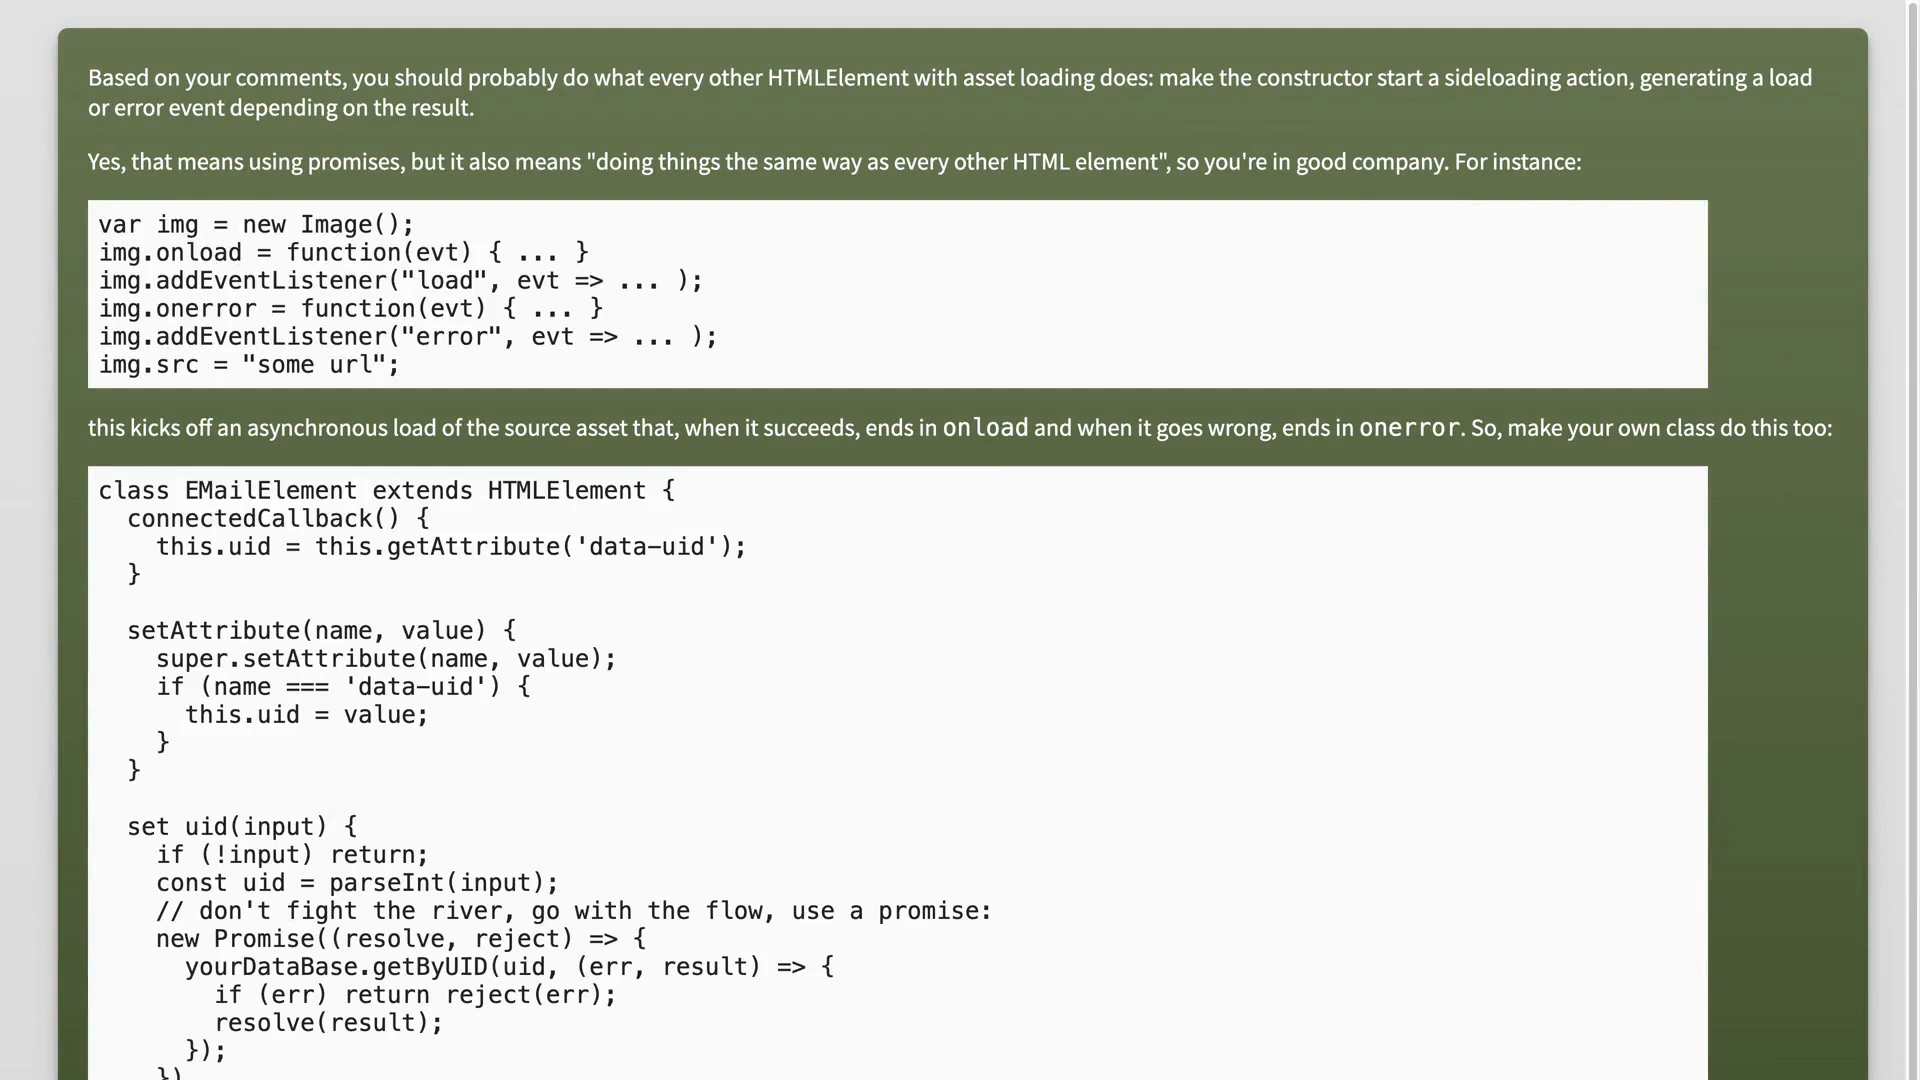 Based on your comments, you should probably do what every other HTMLElement with asset loading does: make the constructor start a sideloading action, generating a load
or error event depending on the result.
Yes, that means using promises, but it also means "doing things the same way as every other HTML element", so you're in good company. For instance:
var img = new Image();
img.onload = function(evt) { ... }
img.addEventListener("load", evt => ... );
img.onerror = function(evt) { ... }
img.addEventListener("error", evt => ... );
img.src = "some url";
this kicks off an asynchronous load of the source asset that, when it succeeds, ends in onload and when it goes wrong, ends in onerror. So, make your own class do this too:
class EMailElement extends HTMLElement {
  connectedCallback() {
    this.uid = this.getAttribute('data-uid');
  }
  setAttribute(name, value) {
    super.setAttribute(name, value);
    if (name === 'data-uid') {
      this.uid = value;
    }
  }
  set uid(input) {
    if (!input) return;
    const uid = parseInt(input);
    // don't fight the river, go with the flow, use a promise:
    new Promise((resolve, reject) => {
      yourDataBase.getByUID(uid, (err, result) => {
        if (err) return reject(err);
        resolve(result);
      });
    })